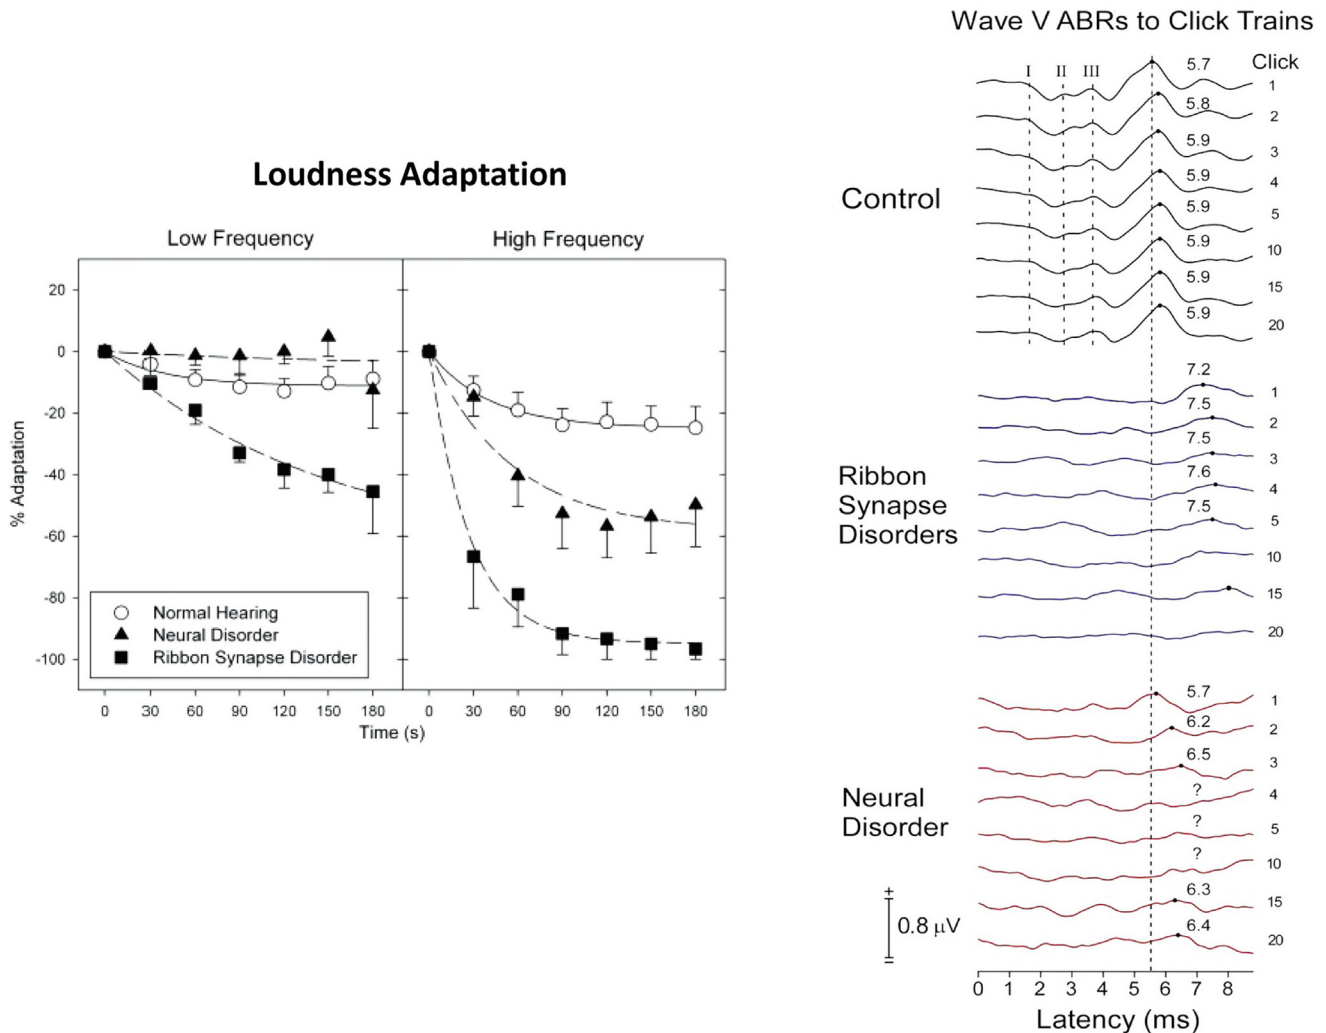 Loudness Adaptation
Low Frequency
High Frequency
% Adaptation
20
0
-20
-40
-60
-80
-100
Normal Hearing
Neural Disorder
Ribbon Synapse Disorder
0 30 60 90 120 150 180
0 30 60 90 120 150 180
Time (s)
Wave V ABRs to Click Trains
Click
I II III
Control
5.7 1
5.8 2
5.9 3
5.9 4
5.9 5
5.9 10
5.9 15
5.9 20
Ribbon
Synapse
Disorders
7.2 1
7.5 2
7.5 3
7.6 4
7.5 5
10
15
20
Neural
Disorder
5.7 1
6.2 2
6.5 3
? 4
? 5
? 10
6.3 15
6.4 20
+
0.8 µV
=
0 1 2 3 4 5 6 7 8
Latency (ms)